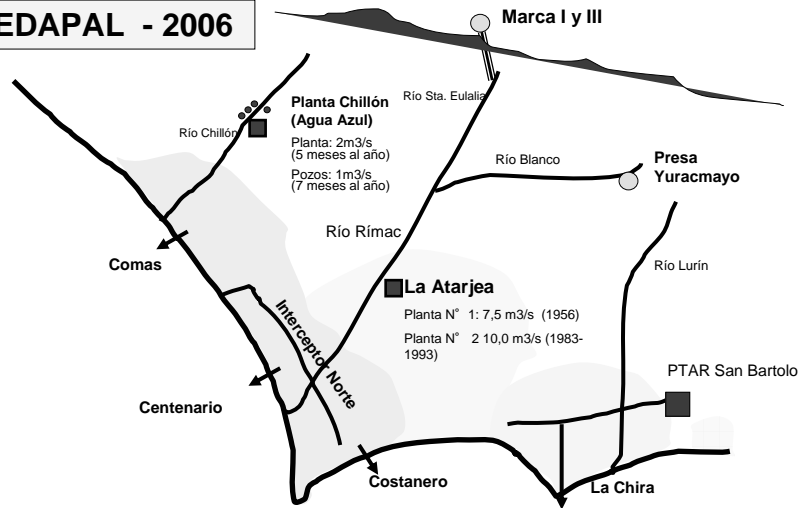 EDAPAL - 2006
Marca I y III
Planta Chillón
(Agua Azul)
Río Sta. Eulalia
Río Chillón
Planta: 2m3/s
(5 meses al año)
Pozos: 1m3/s
(7 meses al año)
Río Blanco
Presa
Yuracmayo
Río Rímac
Comas
Río Lurín
La Atarjea
Planta N° 1: 7,5 m3/s (1956)
Planta N° 2 10,0 m3/s (1983-
1993)
Interceptor Norte
PTAR San Bartolo
Centenario
Costanero
La Chira